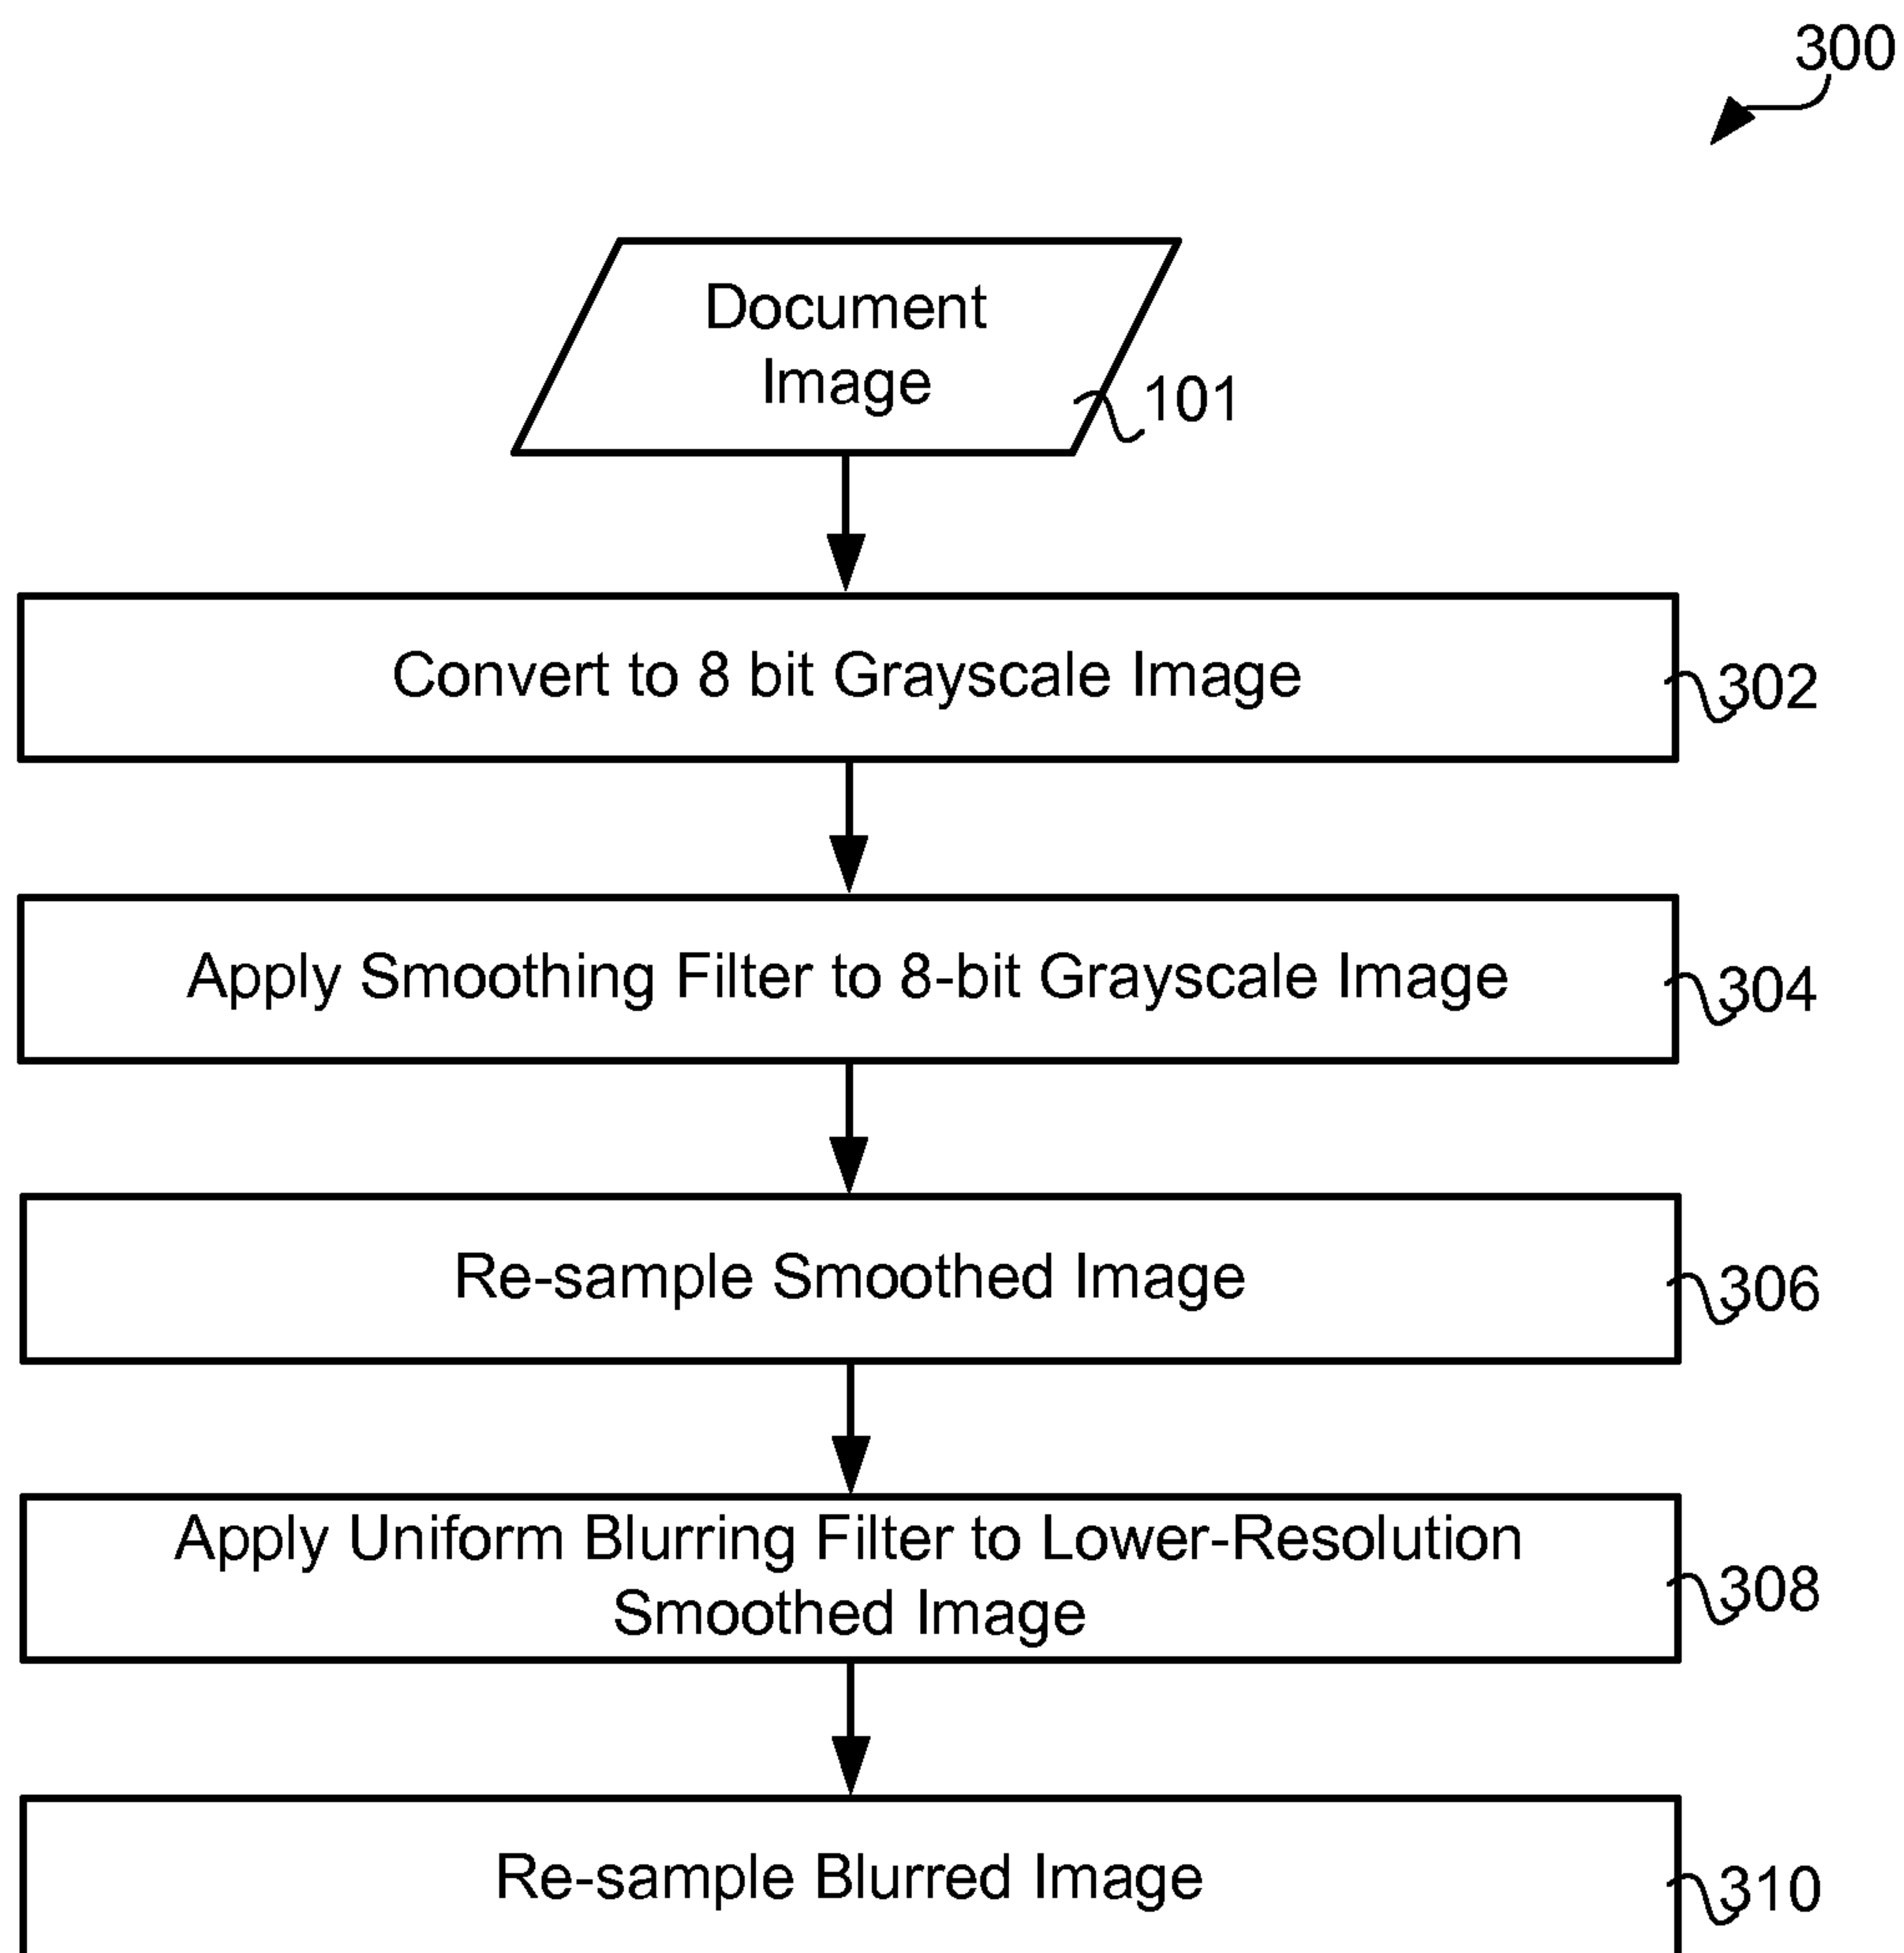 300
Document
Image
101
Convert to 8 bit Grayscale Image
302
Apply Smoothing Filter to 8-bit Grayscale Image
304
Re-sample Smoothed Image
306
Apply Uniform Blurring Filter to Lower-Resolution
Smoothed Image
308
Re-sample Blurred Image
310